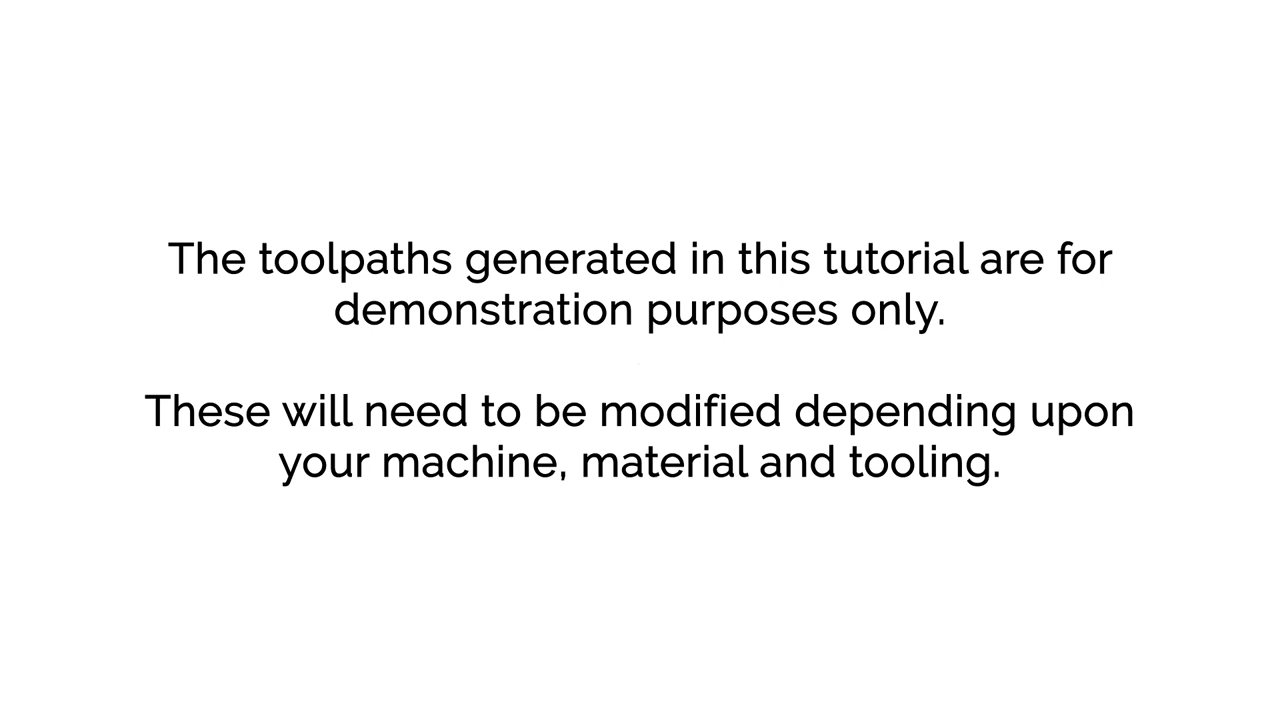 The toolpaths generated in this tutorial are for
demonstration purposes only.
These will need to be modified depending upon
your machine, material and tooling.